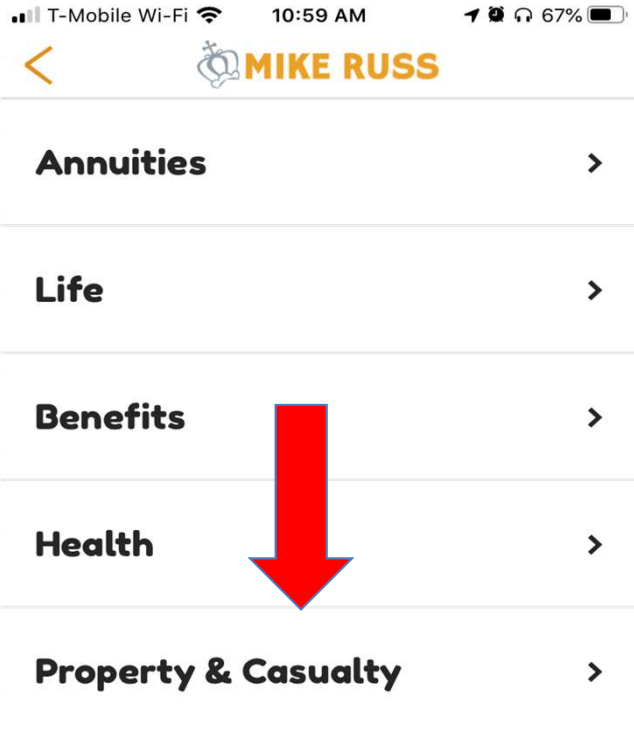 T-Mobile Wi-Fi 10:59 AM 67%
MIKE RUSS
Annuities
Life
Benefits
Health
Property & Casualty